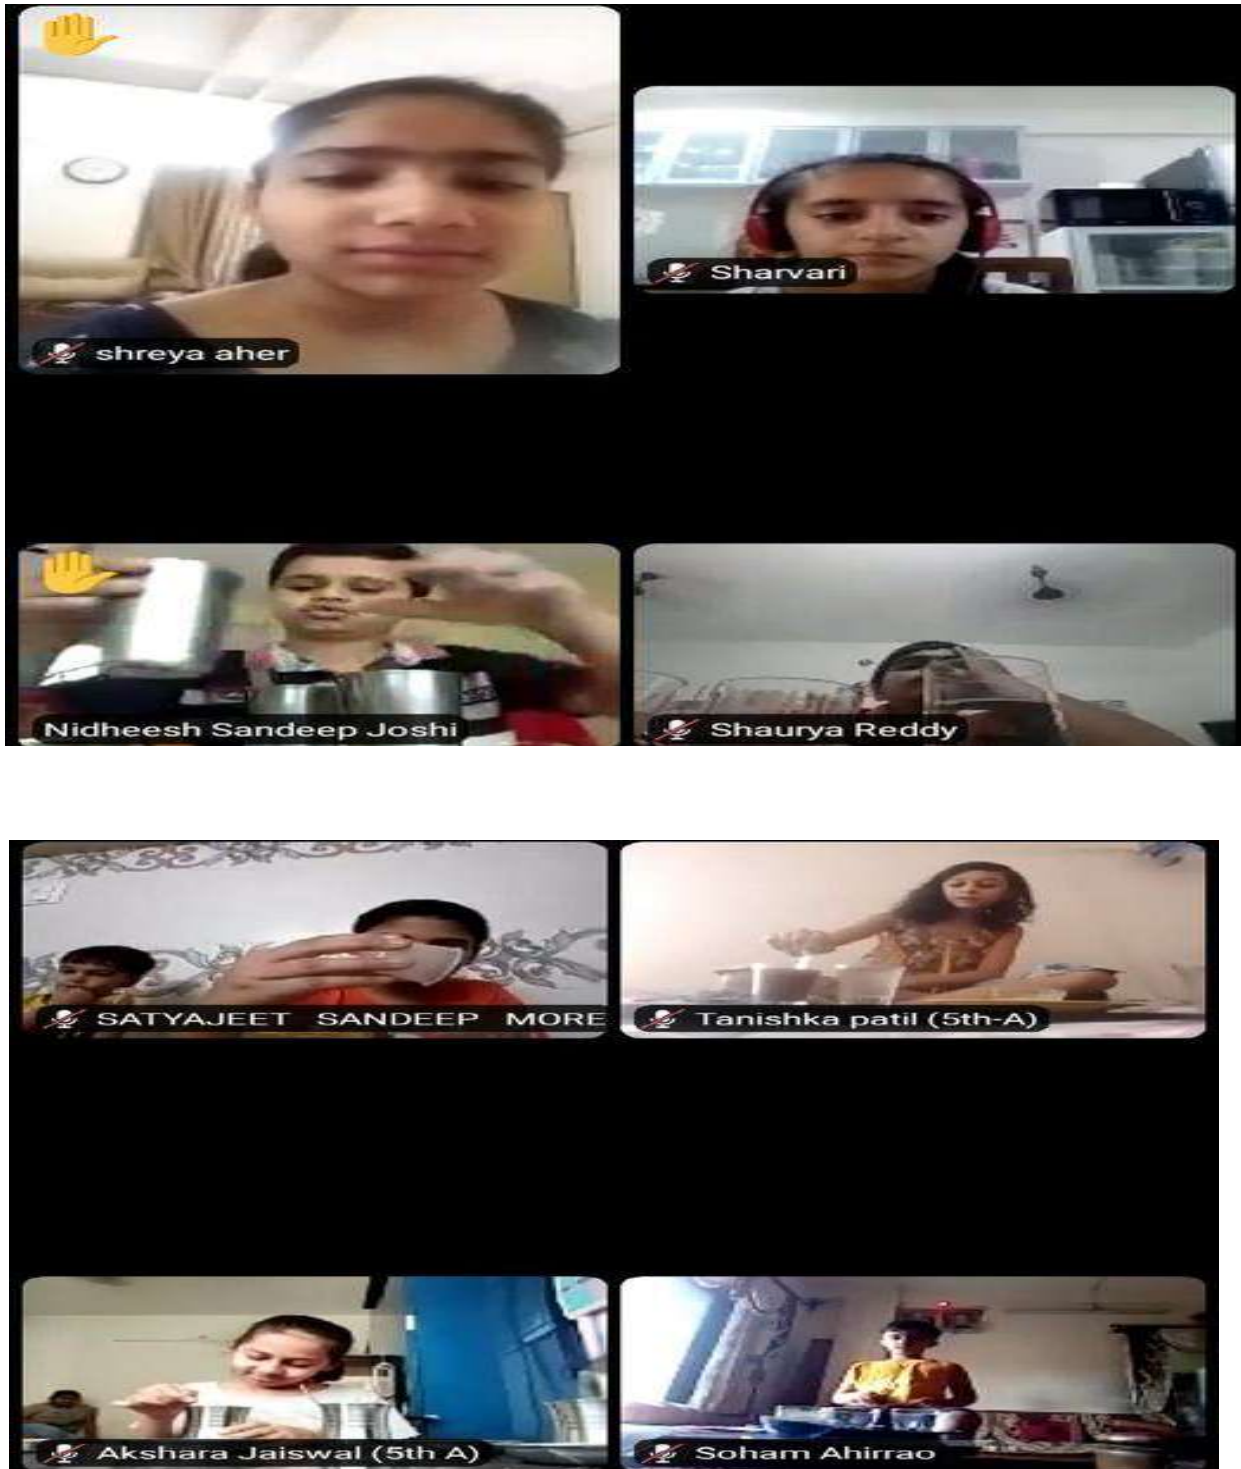 shreya aher
Sharvari
Nidheesh Sandeep Joshi
Shaurya Reddy
SATYAJEET SANDEEP MORE
Tanishka patil (5th-A)
Akshara Jaiswal (5th A)
Soham Ahirrao